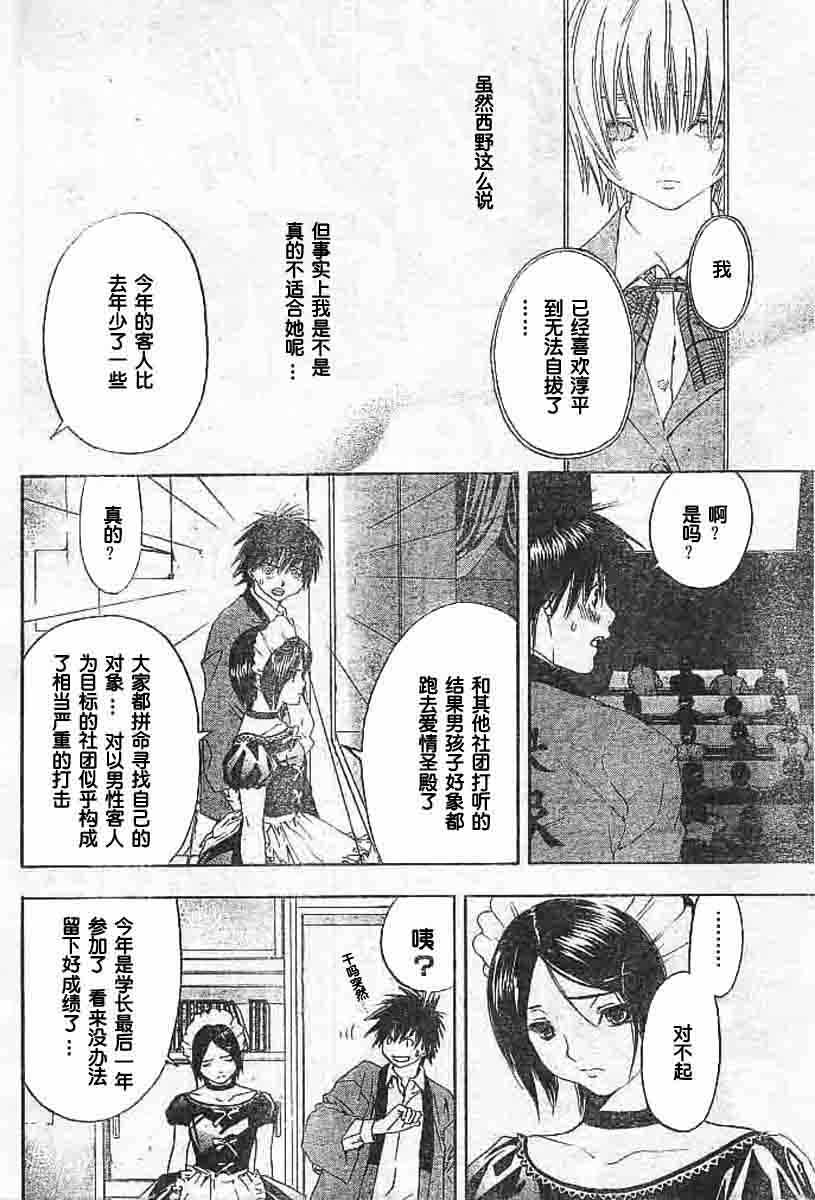 我
已经喜欢淳平
到无法自拔了
……
虽然西野这么说
但事实上我是不是
真的不适合她呢…
今年的客人比
去年少了一些
啊?
是吗?
真的?
和其他社团打听的
结果男孩子好象都
跑去爱情圣殿了
大家都拼命寻找自己的
对象… 对以男性客人
为目标的社团似乎构成
了相当严重的打击
………
对不起
咦?
干吗突然
今年是学长最后一年
参加了 看来没办法
留下好成绩了…